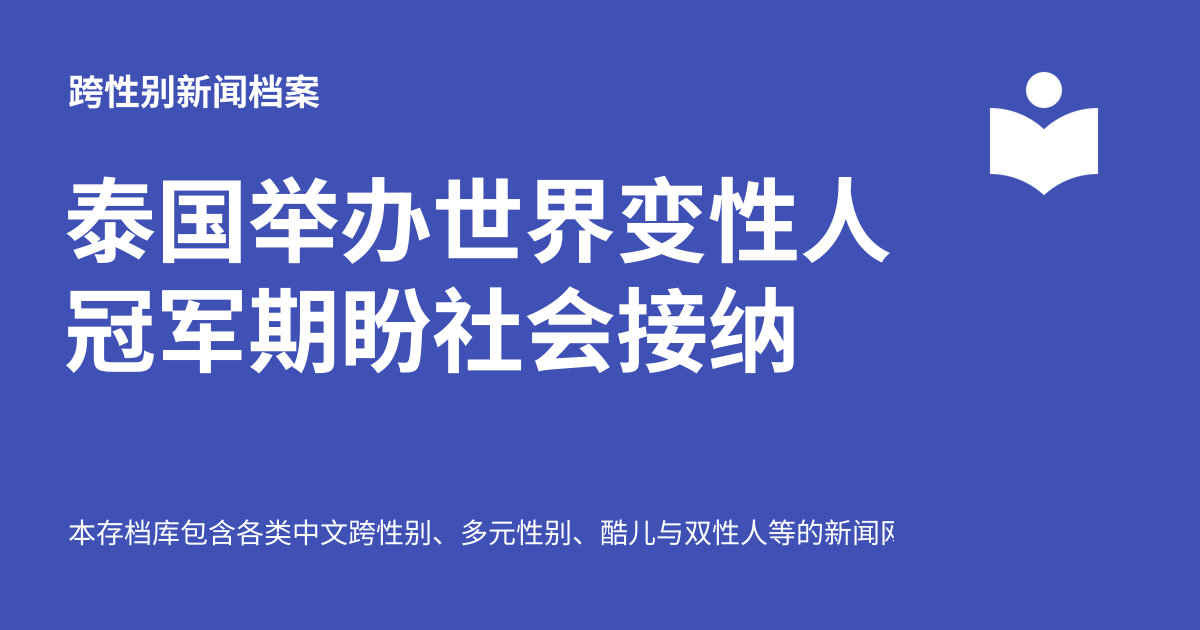 跨性别新闻档案
泰国举办世界变性人
冠军期盼社会接纳
本存档库包含各类中文跨性别、多元性别、酷儿与双性人等的新闻网